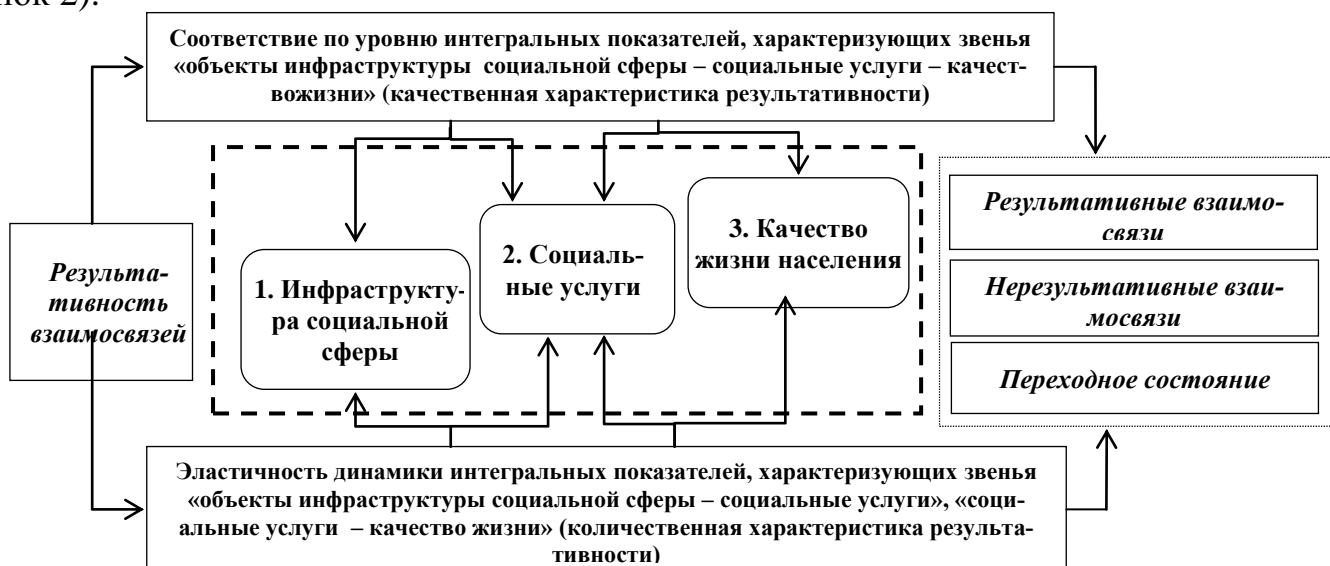 нок 2).
Соответствие по уровню интегральных показателей, характеризующих звенья
«объекты инфраструктуры социальной сферы – социальные услуги – качест-
вожизни» (качественная характеристика результативности)
Результа-
тивность
взаимосвязей
1. Инфраструкту-
ра социальной
сферы
2. Социаль-
ные услуги
3. Качество
жизни населения
Результативные взаимо-
связи
Нерезультативные взаи-
мосвязи
Переходное состояние
Эластичность динамики интегральных показателей, характеризующих звенья
«объекты инфраструктуры социальной сферы – социальные услуги», «соци-
альные услуги – качество жизни» (количественная характеристика результа-
тивности)